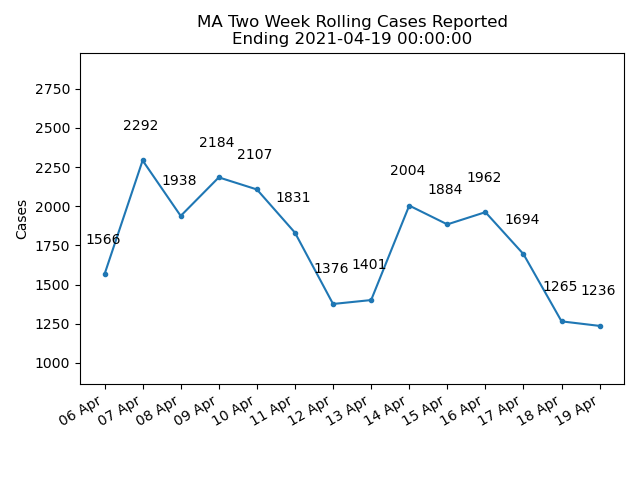 MA Two Week Rolling Cases Reported
Ending 2021-04-19 00:00:00
Cases
2750
2500
2250
2000
1750
1500
1250
1000
1566
2292
1938
2184
2107
1831
1376
1401
2004
1884
1962
1694
1265
1236
06 Apr
07 Apr
08 Apr
09 Apr
10 Apr
11 Apr
12 Apr
13 Apr
14 Apr
15 Apr
16 Apr
17 Apr
18 Apr
19 Apr